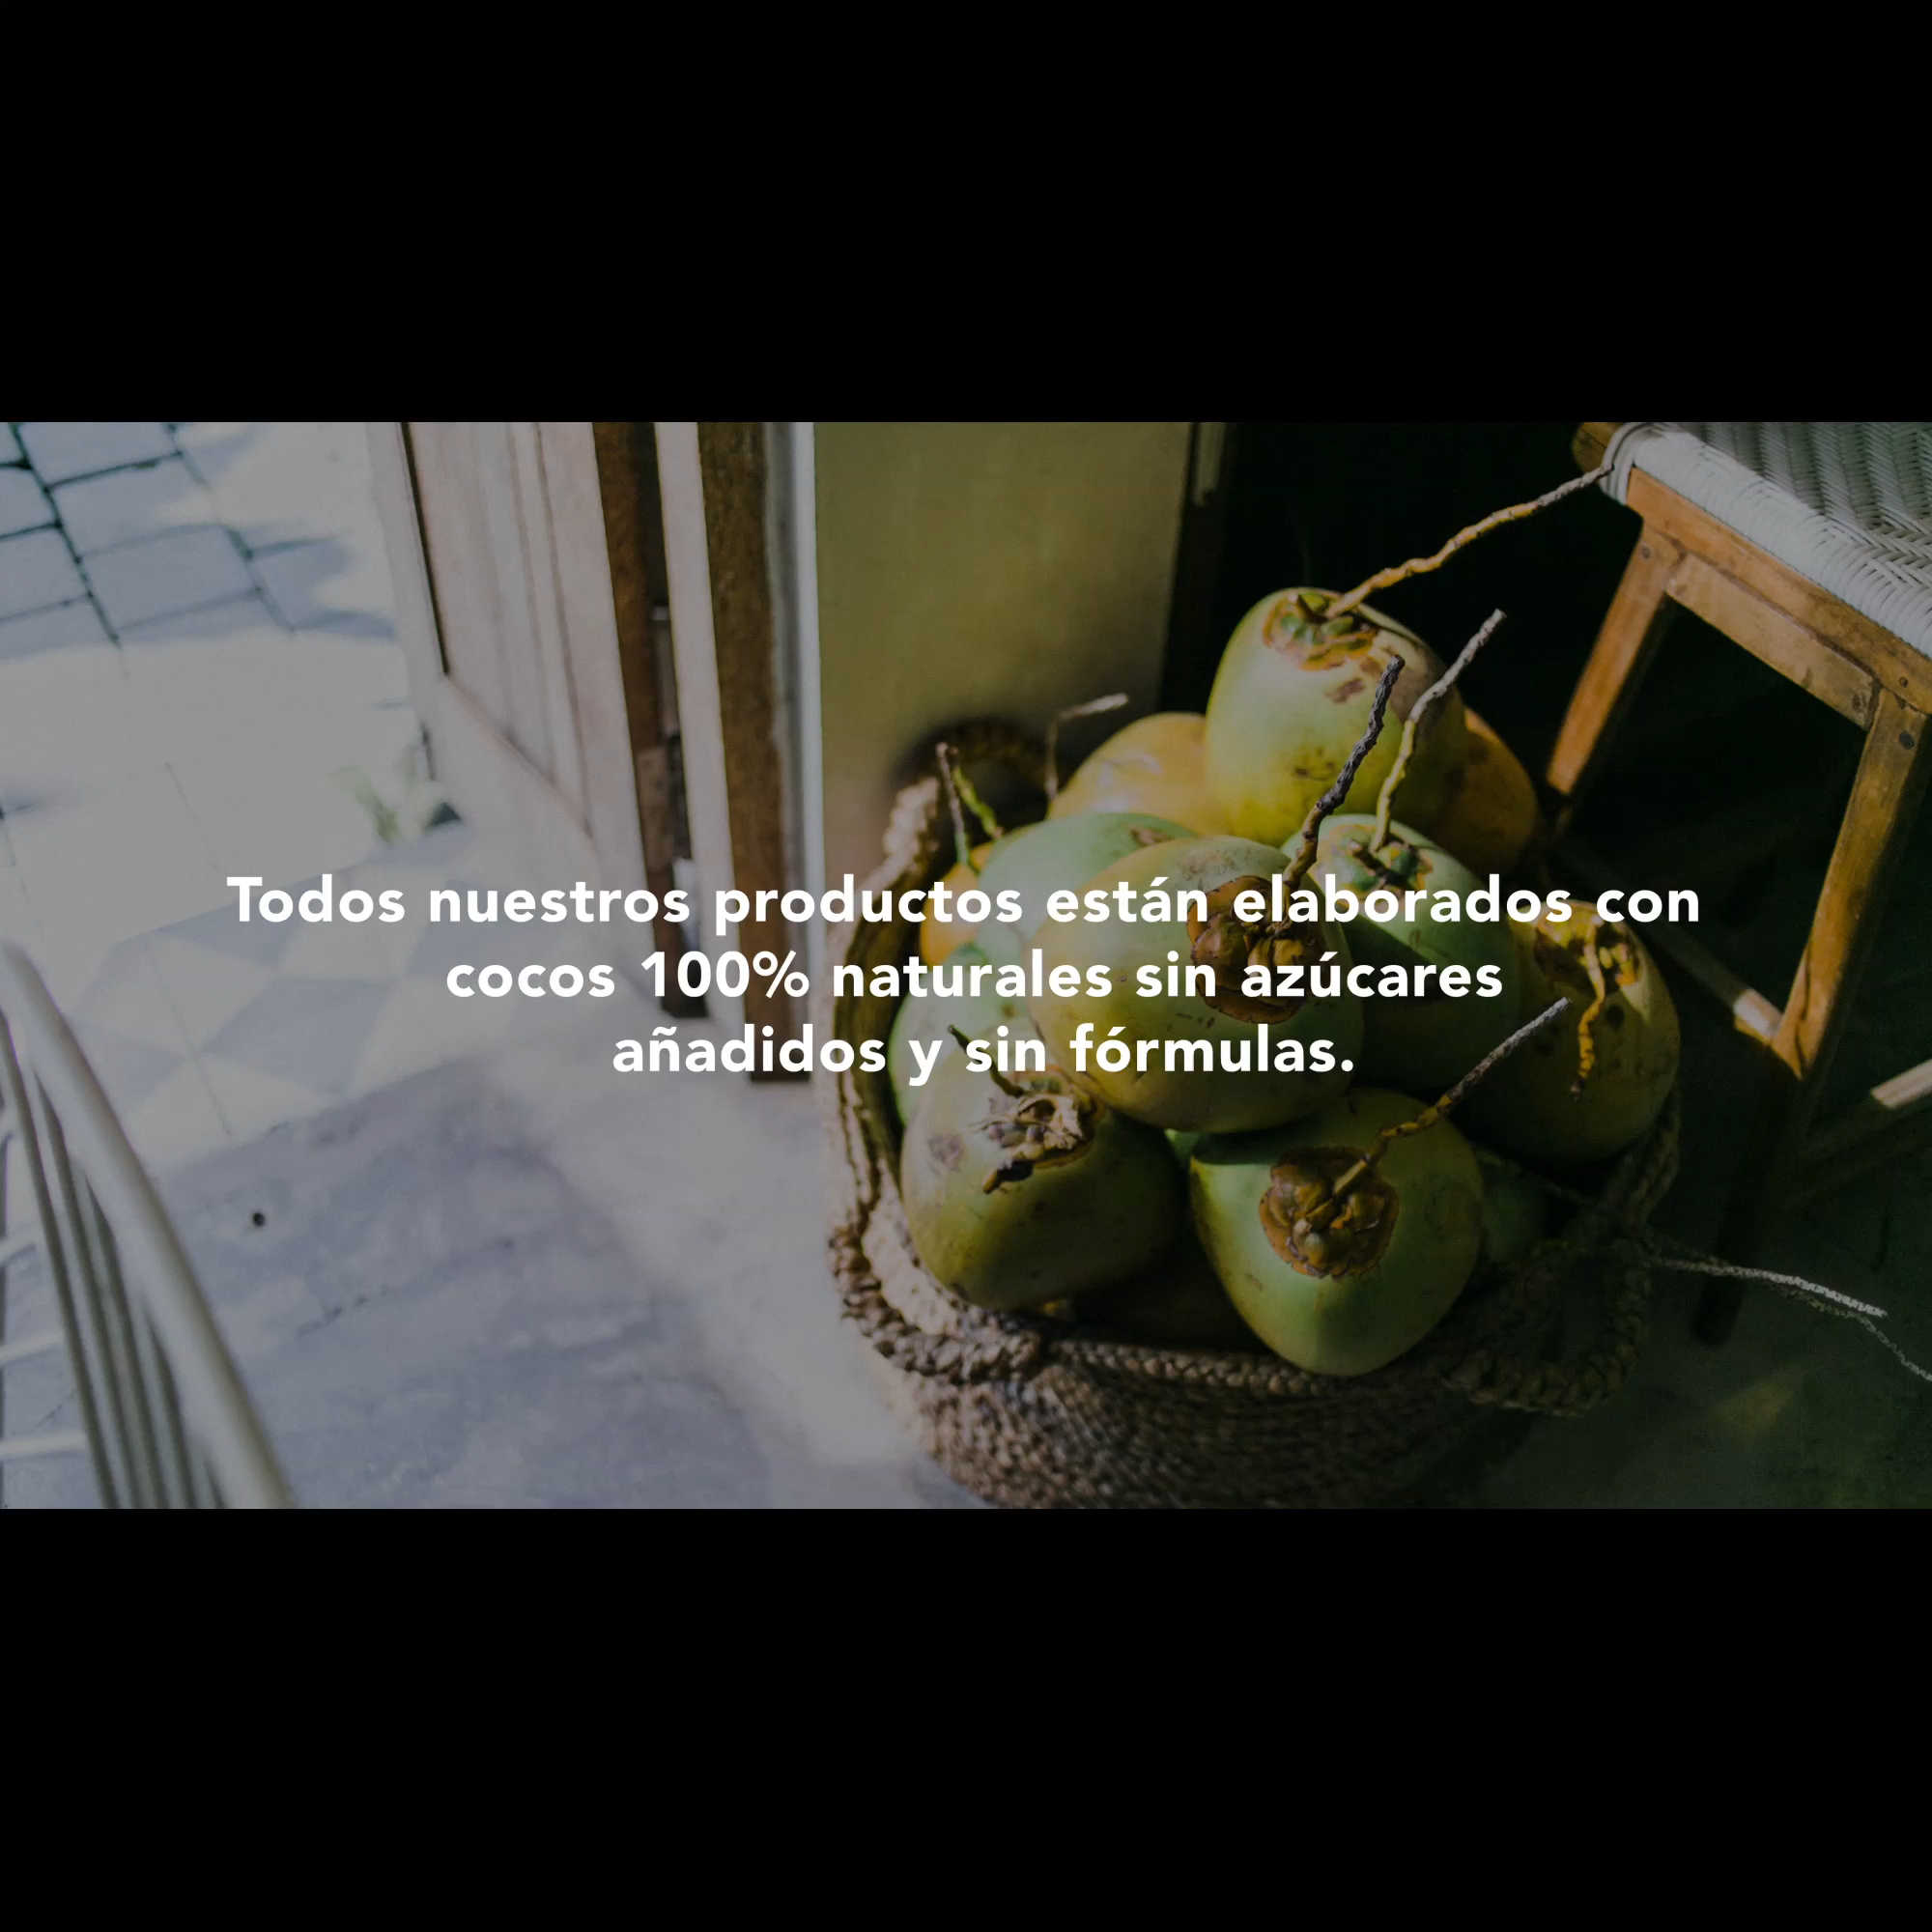 Todos nuestros productos están elaborados con
cocos 100% naturales sin azúcares
añadidos y sin fórmulas.